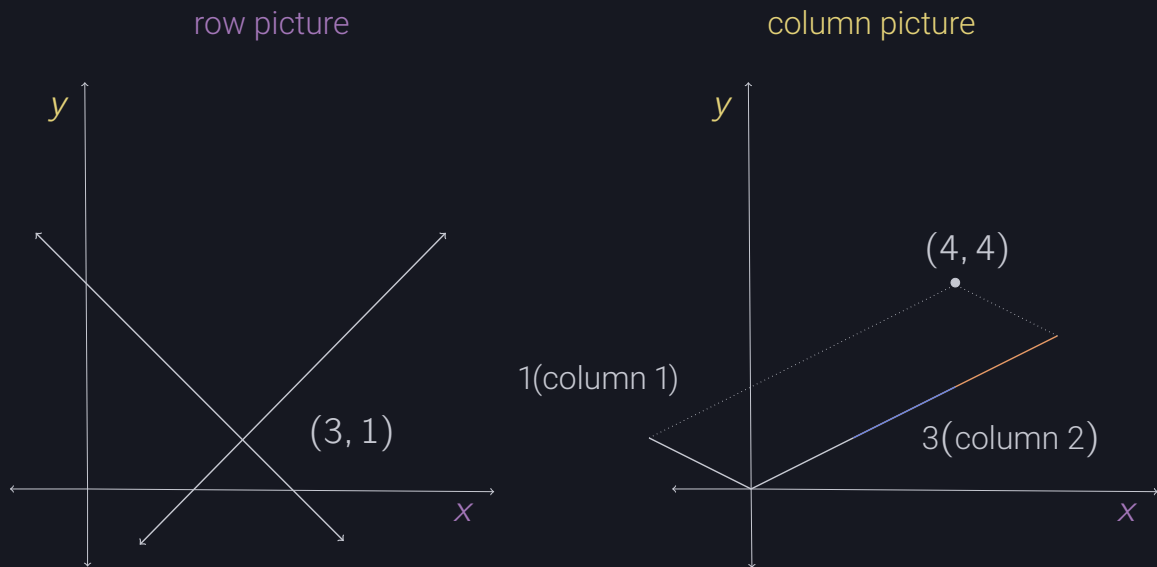 row picture
y
(3, 1)
x
column picture
y
(4, 4)
1(column 1)
3(column 2)
x